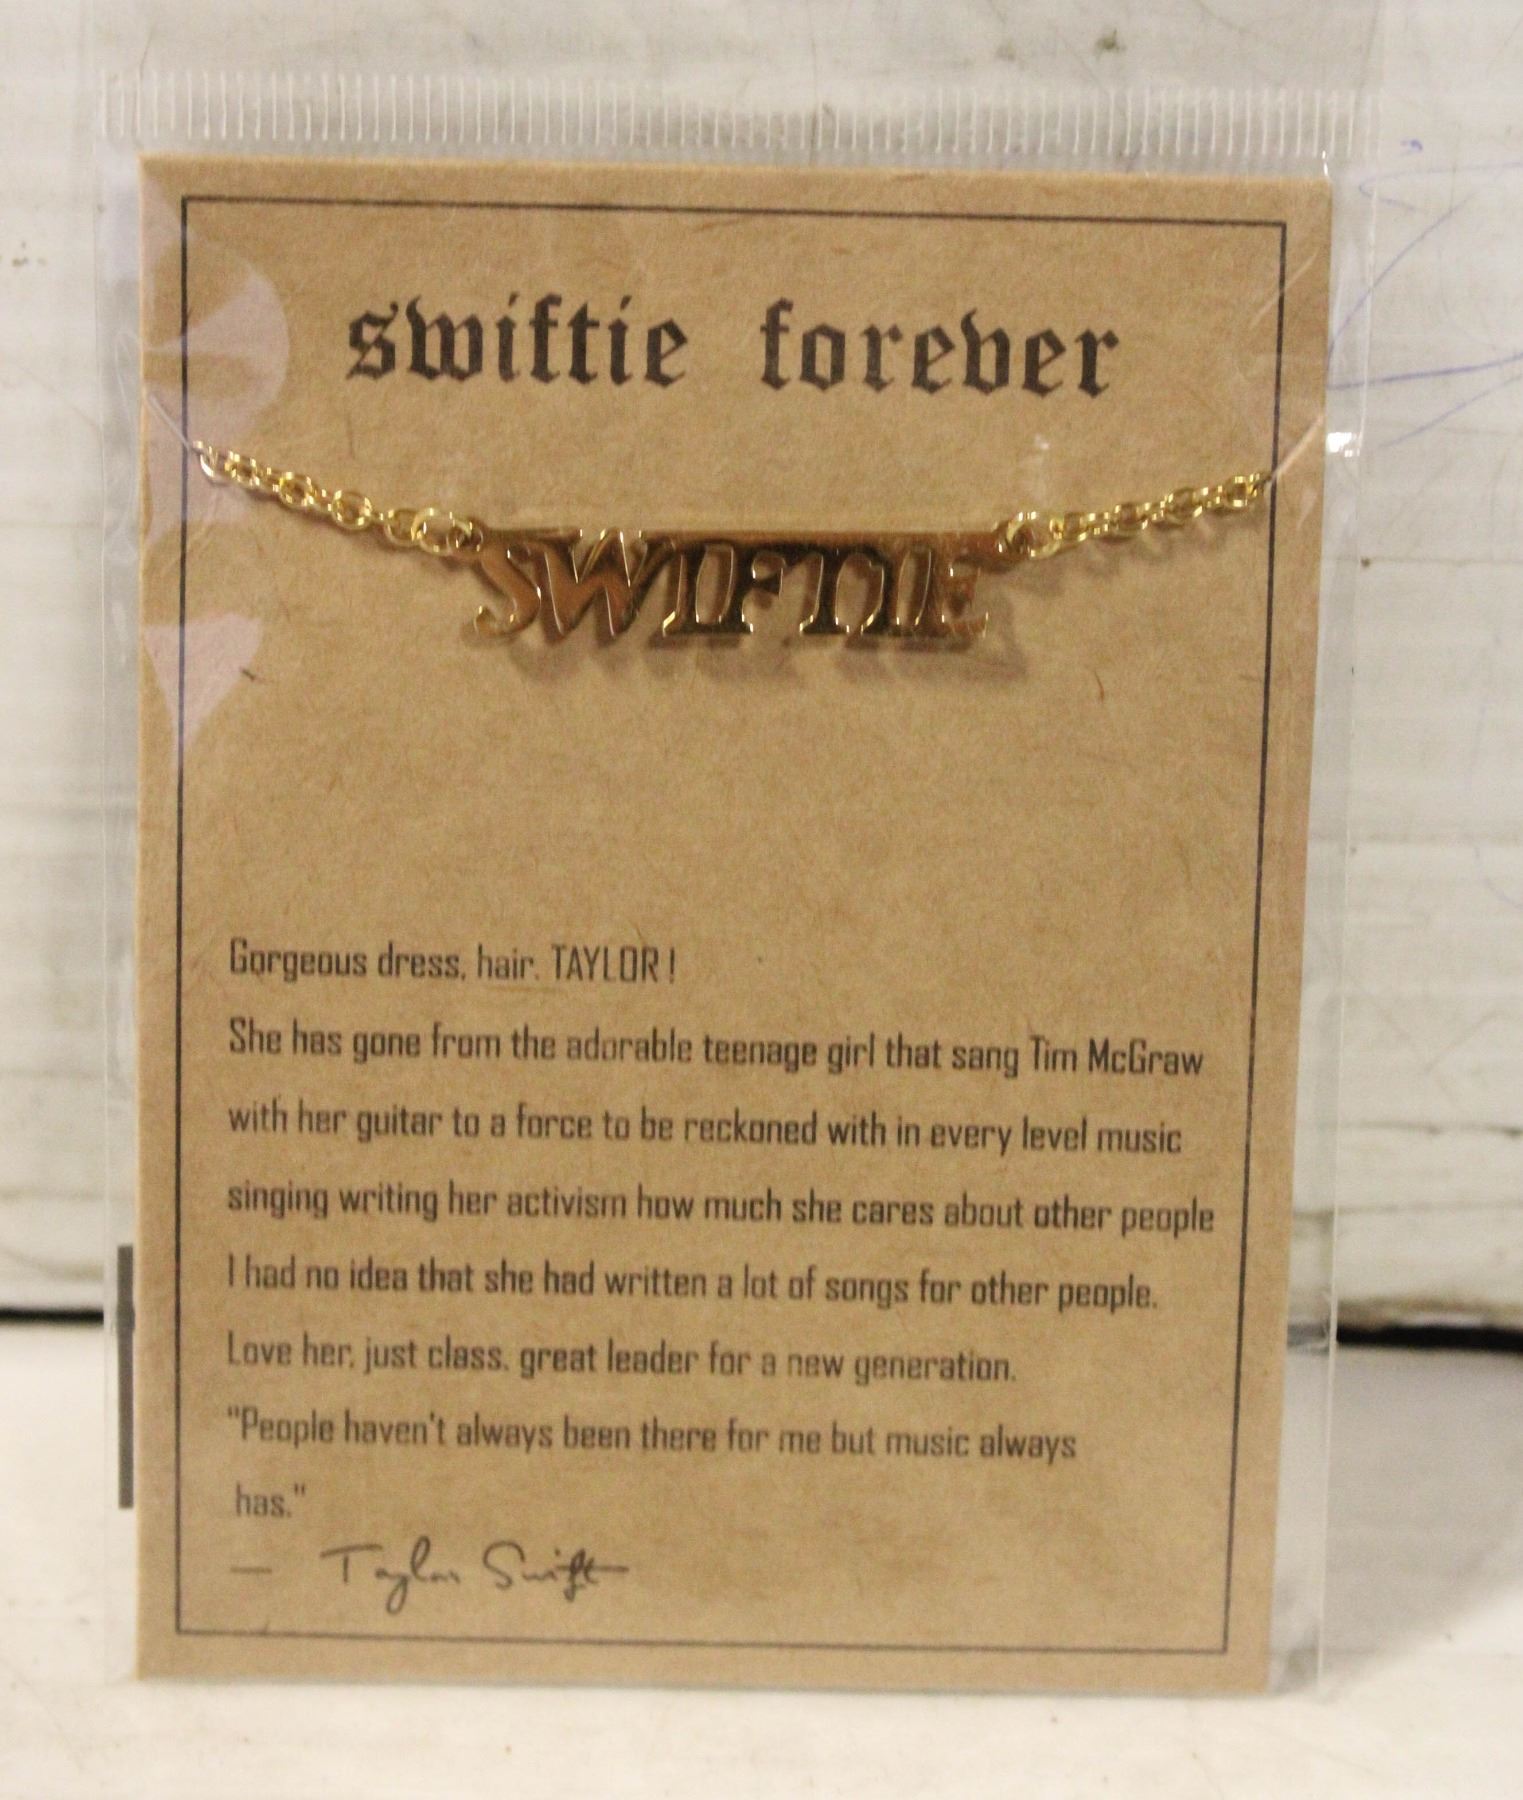 swiftie forever
SWIFTIE
Gorgeous dress, hair. TAYLOR!
She has gone from the adorable teenage girl that sang Tim McGraw
with her guitar to a force to be reckoned with in every level music
singing writing her activism how much she cares about other people
I had no idea that she had written a lot of songs for other people.
Love her, just class. great leader for a new generation.
"People haven't always been there for me but music always
has."
— Taylor Swift